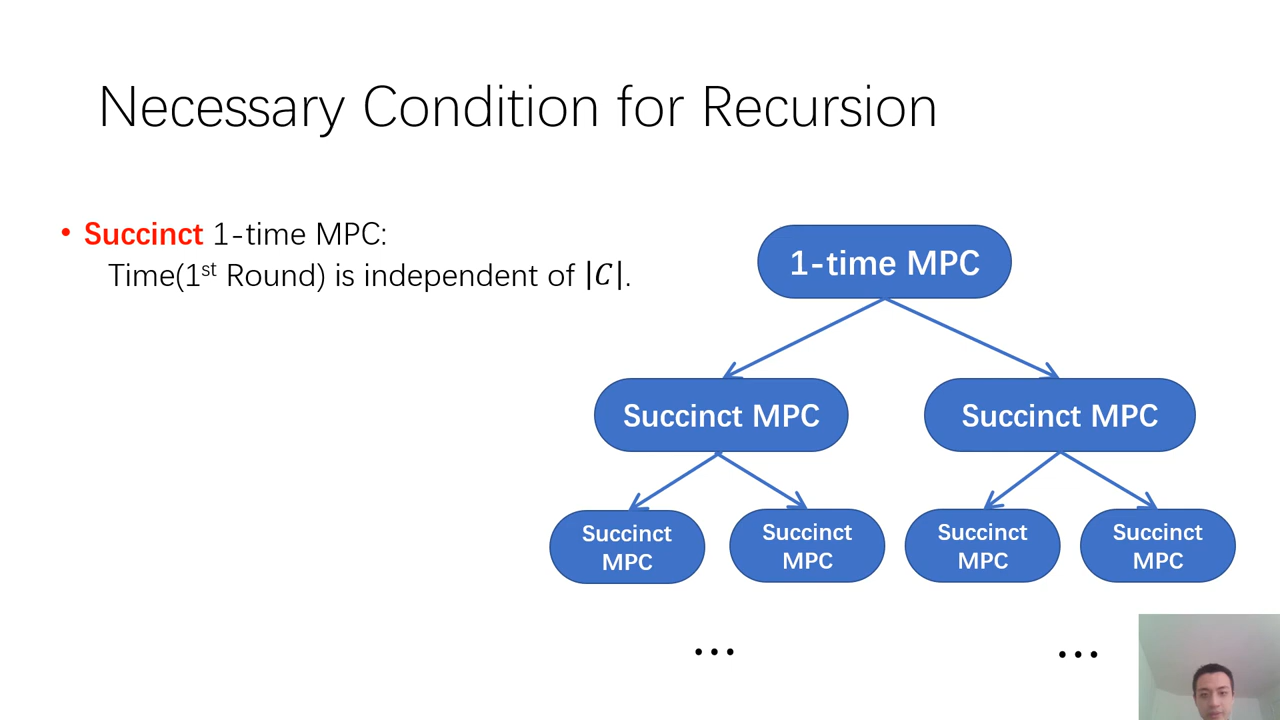 Necessary Condition for Recursion
• Succinct 1-time MPC:
Time(1st Round) is independent of |C|.
1-time MPC
Succinct MPC
Succinct MPC
Succinct
MPC
Succinct
MPC
Succinct
MPC
Succinct
MPC
...
...